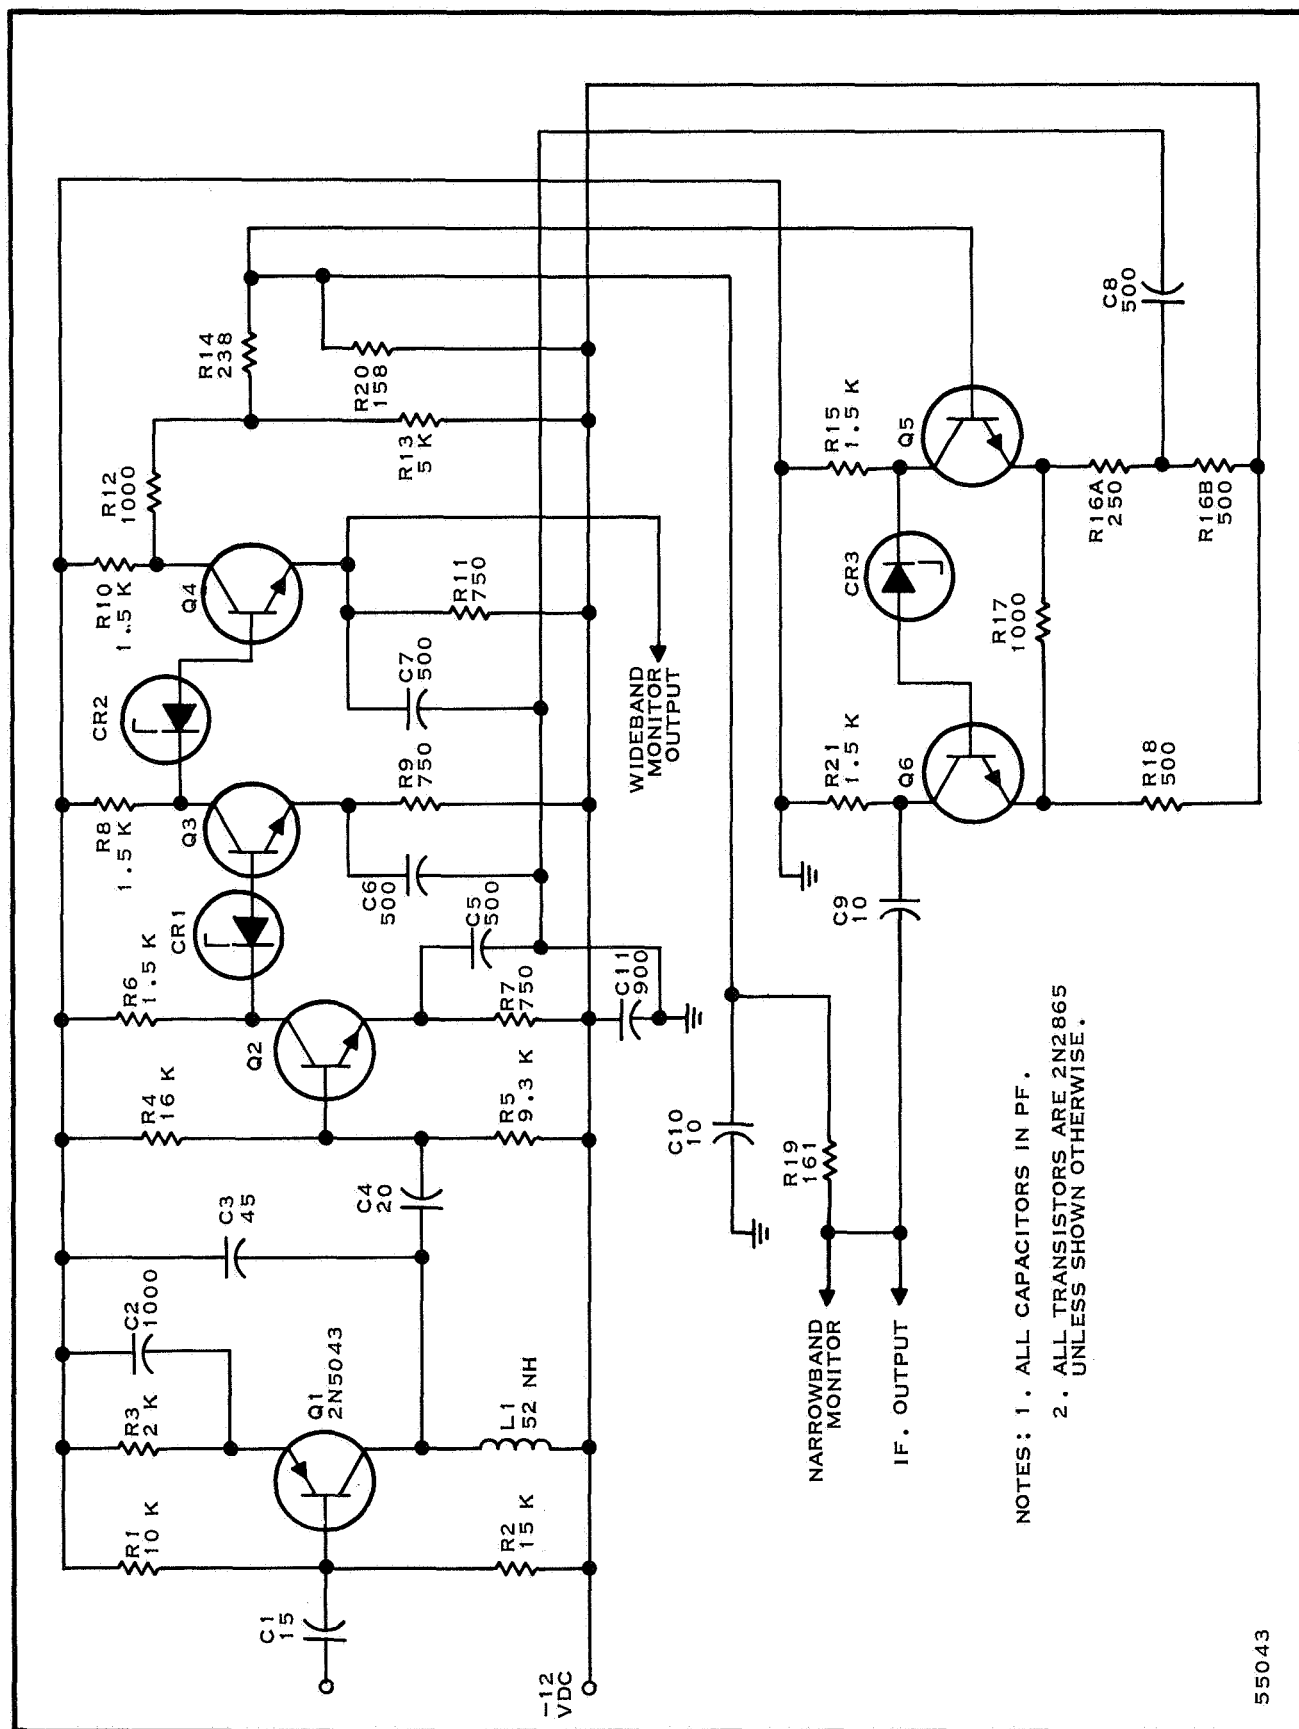 C1
15
-12
VDC
R1
10 K
R2
15 K
R3
2 K
C2
1000
Q1
2N5043
L1
52 NH
C3
45
C4
20
R4
16 K
R5
9.3 K
Q2
R6
1.5 K
R7
750
C11
900
CR1
C5
500
C6
500
Q3
R8
1.5 K
R9
750
CR2
C7
500
Q4
R10
1.5 K
R11
750
WIDEBAND
MONITOR
OUTPUT
R12
1000
R13
5 K
R14
238
R20
158
C10
10
R19
161
NARROWBAND
MONITOR
IF. OUTPUT
C9
10
R21
1.5 K
Q6
R18
500
CR3
R17
1000
R15
1.5 K
Q5
R16A
250
R16B
500
C8
500
NOTES: 1. ALL CAPACITORS IN PF.
2. ALL TRANSISTORS ARE 2N2865
UNLESS SHOWN OTHERWISE.
55043